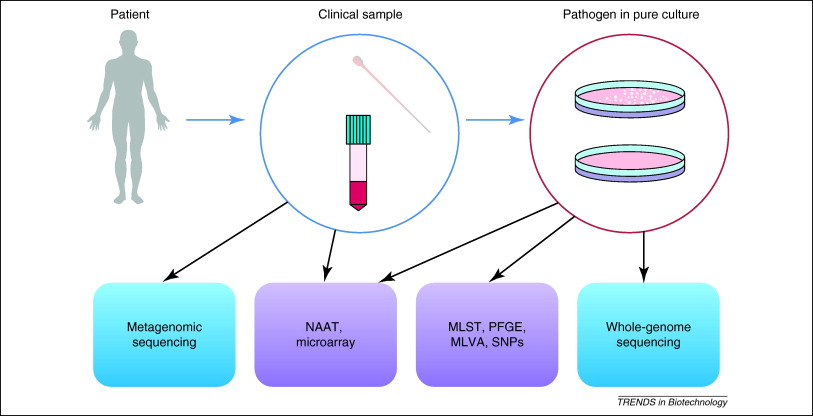 Patient
Clinical sample
Pathogen in pure culture
Metagenomic
sequencing
NAAT,
microarray
MLST, PFGE,
MLVA, SNPs
Whole-genome
sequencing
TRENDS in Biotechnology